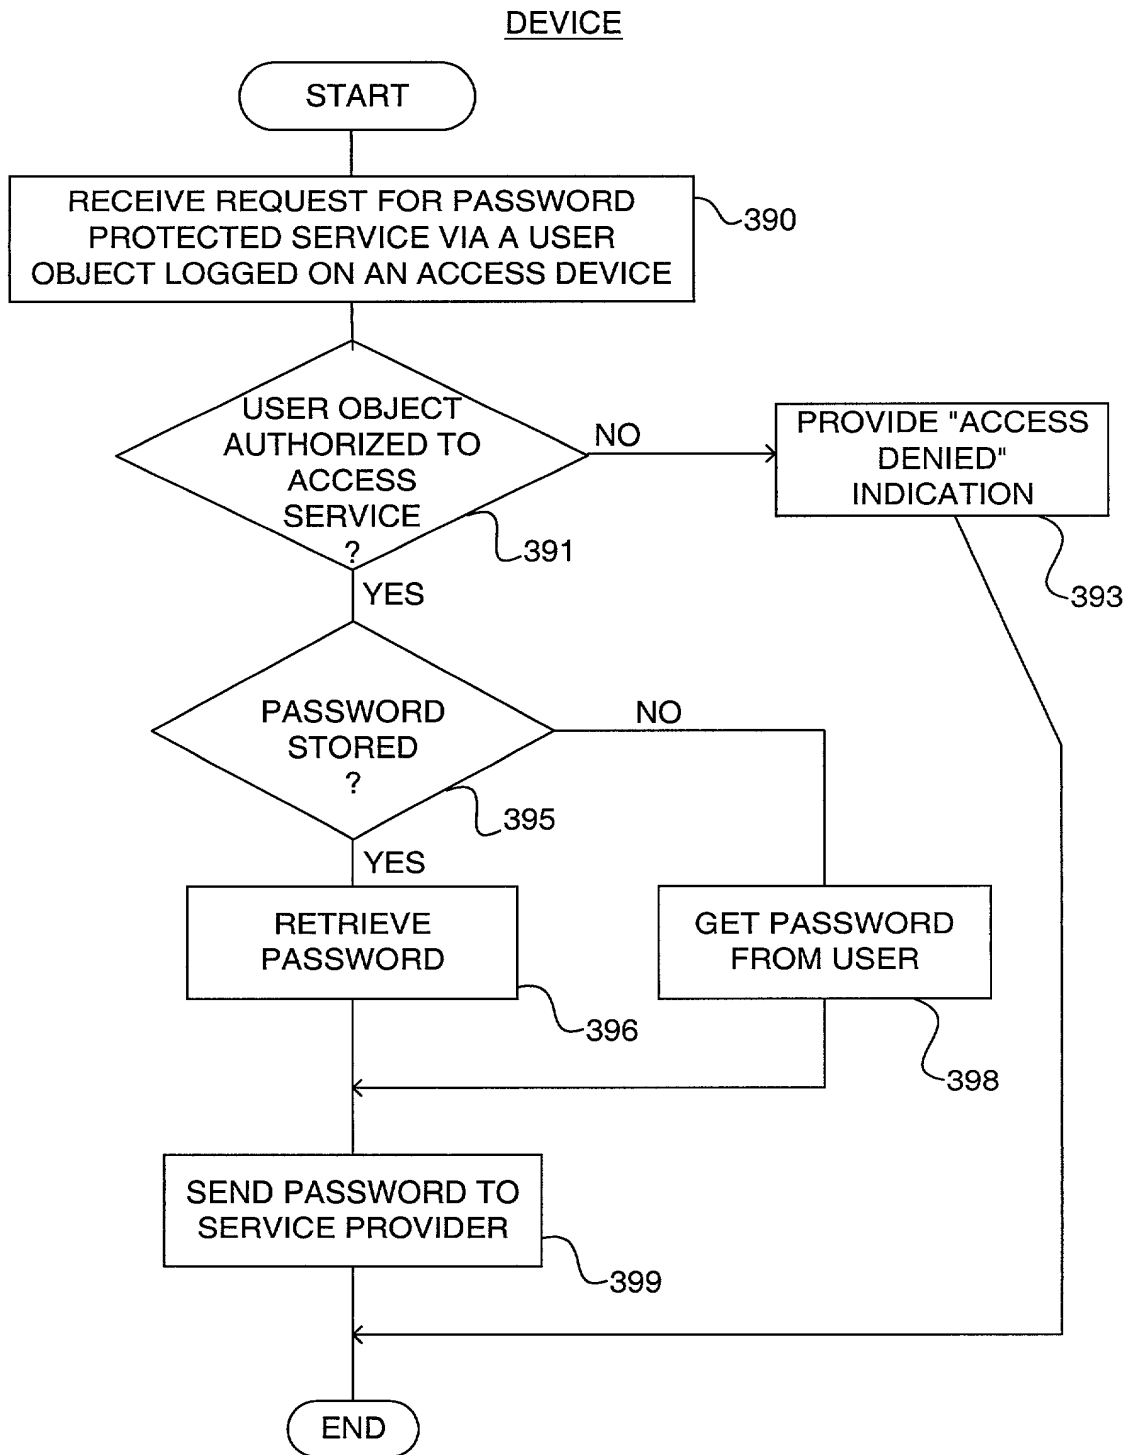 DEVICE
START
RECEIVE REQUEST FOR PASSWORD
PROTECTED SERVICE VIA A USER
OBJECT LOGGED ON AN ACCESS DEVICE
390
USER OBJECT
AUTHORIZED TO
ACCESS
SERVICE
?
391
NO
PROVIDE "ACCESS
DENIED"
INDICATION
393
YES
PASSWORD
STORED
?
395
NO
YES
RETRIEVE
PASSWORD
396
GET PASSWORD
FROM USER
398
SEND PASSWORD TO
SERVICE PROVIDER
399
END